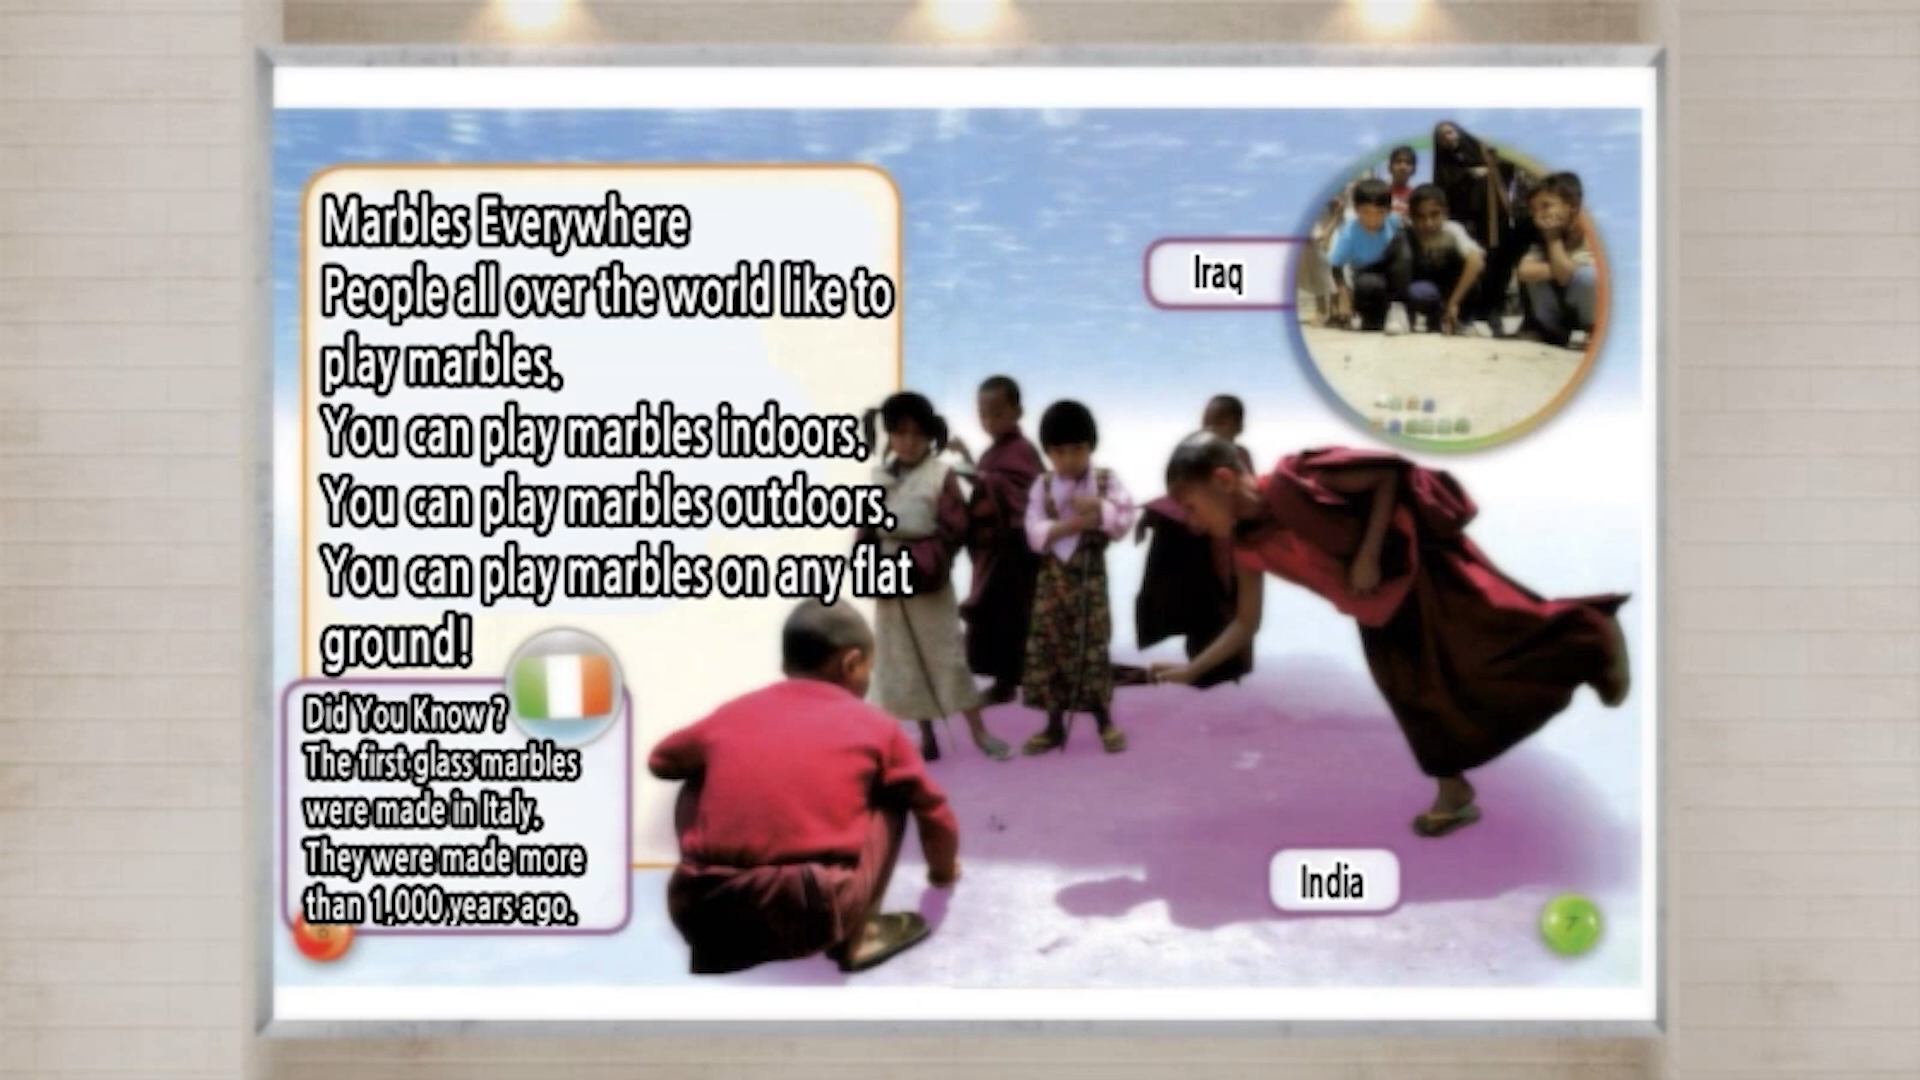 Marbles Everywhere
People all over the world like to
play marbles.
You can play marbles indoors.
You can play marbles outdoors.
You can play marbles on any flat
ground!
Did You Know?
The first glass marbles
were made in Italy.
They were made more
than 1,000 years ago.
Iraq
India
7